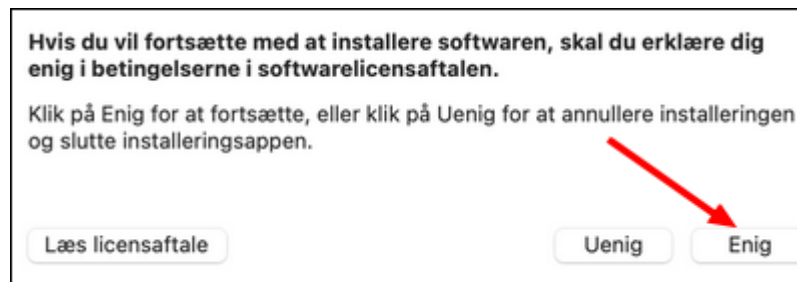 Hvis du vil fortsætte med at installere softwaren, skal du erklære dig
enig i betingelserne i softwarelicensaftalen.
Klik på Enig for at fortsætte, eller klik på Uenig for at annullere installeringen
og slutte installeringsappen.
Læs licensaftale
Uenig
Enig